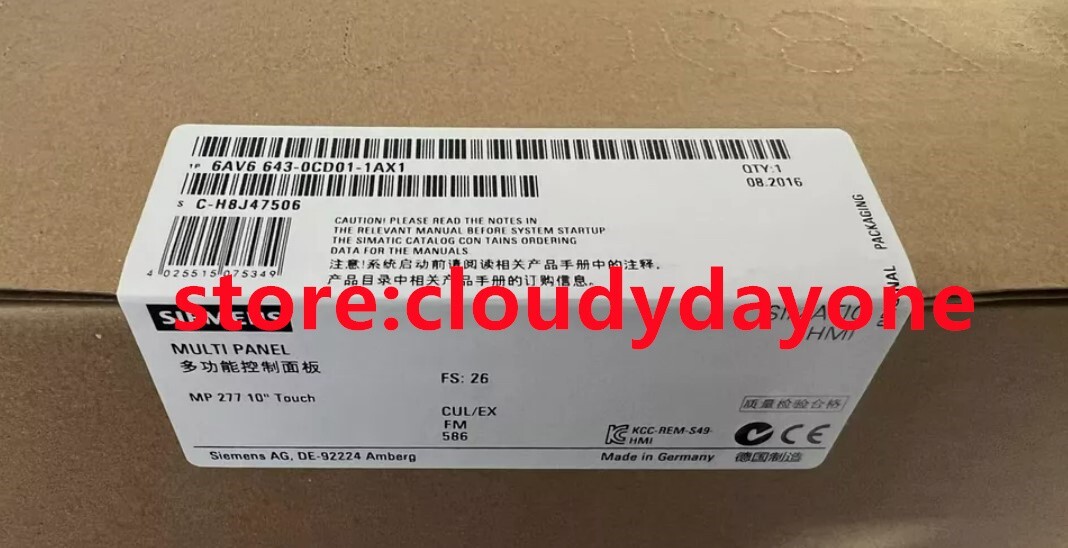 1P 6AV6 643-0CD01-1AX1
QTY:1
08.2016
S C-H8J47506
CAUTION! PLEASE READ THE NOTES IN
THE RELEVANT MANUAL BEFORE SYSTEM STARTUP
THE SIMATIC CATALOG CON TAINS ORDERING
DATA FOR THE MANUALS
注意!系统启动前请阅读相关产品手册中的注释,
产品目录中相关手册的订购信息。
4 025515 075349
PACKAGING
store:cloudydayone
SIEMENS
SIMATIC
HMI
MULTI PANEL
多功能控制面板
MP 277 10" Touch
FS: 26
CUL/EX
FM
586
质量检验合格
KCC-REM-S49-
HMI
CE
Siemens AG, DE-92224 Amberg
Made in Germany
德国制造